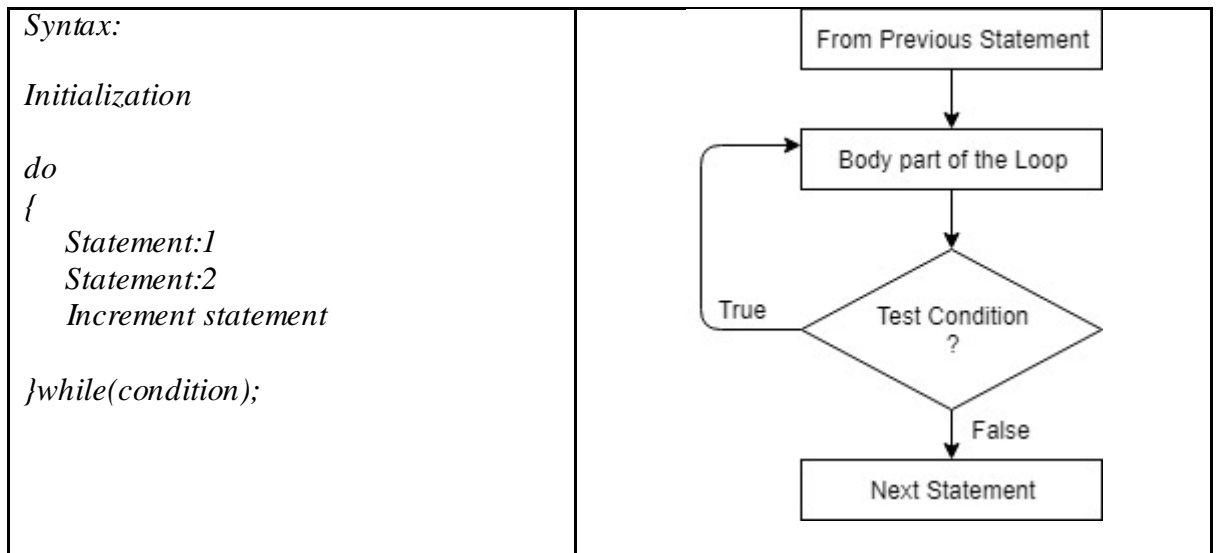 Syntax:
Initialization
do
{
Statement:1
Statement:2
Increment statement
}while(condition);
From Previous Statement
Body part of the Loop
True
Test Condition
?
False
Next Statement